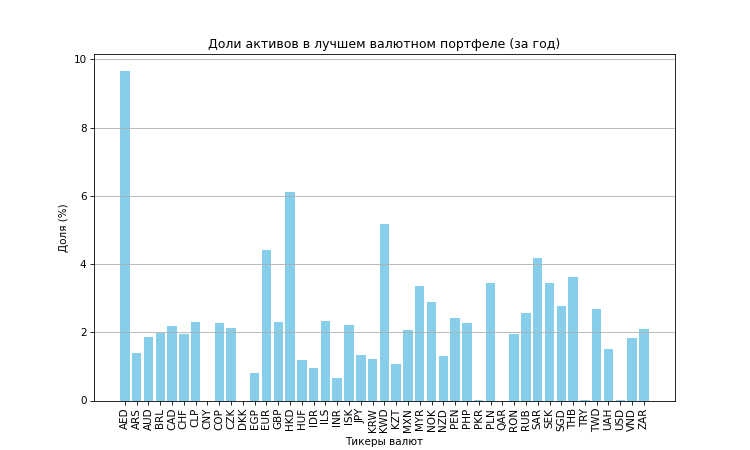 Доли активов в лучшем валютном портфеле (за год)
10
8
6
4
2
0
Доля (%)
AED ARS AUD BRL CAD CHF CLP CNY COP CZK DKK EGP EUR GBP HKD HUF IDR ILS INR ISK JPY KRW KWD KZT MXN MYR NOK NZD PEN PHP PKR PLN QAR RON RUB SAR SEK SGD THB TRY TWD UAH USD VND ZAR
Тикеры валют